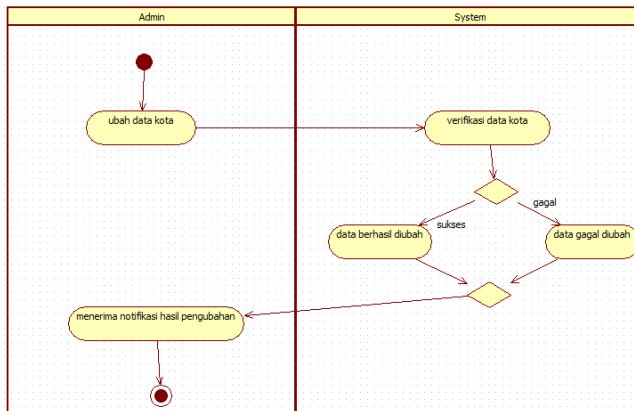 Admin
System
ubah data kota
verifikasi data kota
gagal
sukses
data berhasil diubah
data gagal diubah
menerima notifikasi hasil pengubahan